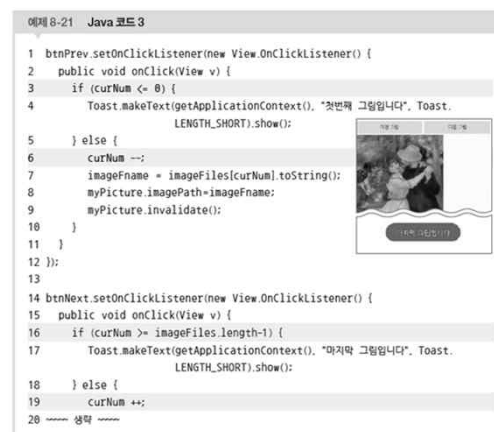 예제 8-21 Java 코드 3
1 btnPrev.setOnClickListener(new View.OnClickListener() {
2 public void onClick(View v) {
3 if (curNum <= 0) {
4 Toast.makeText(getApplicationContext(), "첫번째 그림입니다", Toast.
LENGTH_SHORT).show();
5 } else {
6 curNum --;
7 imageFname = imageFiles[curNum].toString();
8 myPicture.imagePath=imageFname;
9 myPicture.invalidate();
10 }
11 }
12 });
13
14 btnNext.setOnClickListener(new View.OnClickListener() {
15 public void onClick(View v) {
16 if (curNum >= imageFiles.length-1) {
17 Toast.makeText(getApplicationContext(), "마지막 그림입니다", Toast.
LENGTH_SHORT).show();
18 } else {
19 curNum ++;
20 ~~~~ 생략 ~~~~